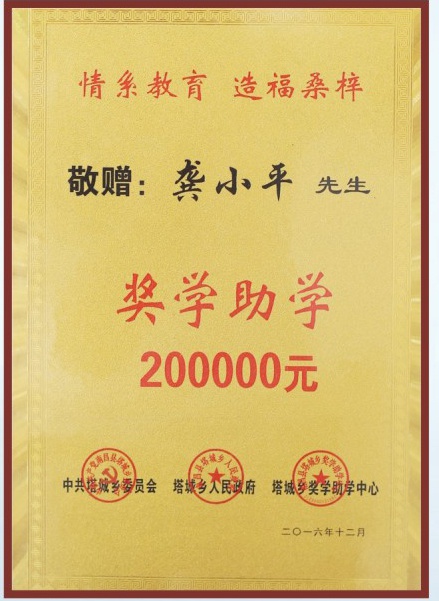 情系教育 造福桑梓
敬赠：龚小平 先生
奖学助学
200000元
中共塔城乡委员会 塔城乡人民政府 塔城乡奖学助学中心
二〇一六年十二月